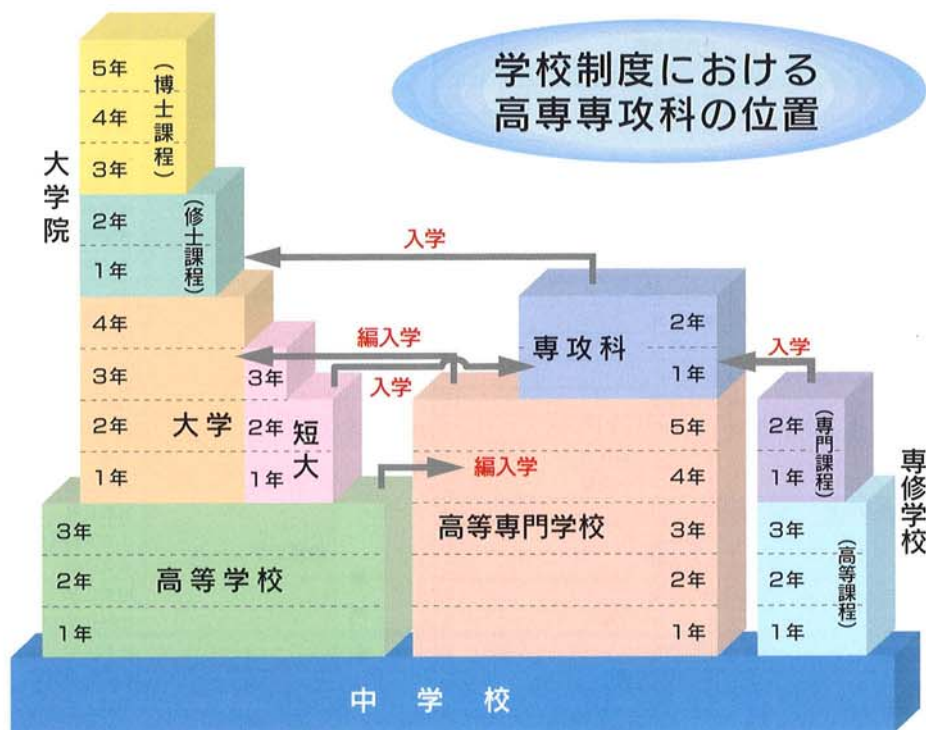 学校制度における
高専専攻科の位置
大学院
5年
4年
3年
(博士課程)
2年
1年
(修士課程)
入学
4年
3年
2年
1年
大学
編入学
入学
3年
2年
1年
短大
編入学
専攻科
2年
1年
入学
5年
4年
3年
2年
1年
高等専門学校
2年
1年
(専門課程)
専修学校
3年
2年
1年
(高等課程)
3年
2年
1年
高等学校
中学校